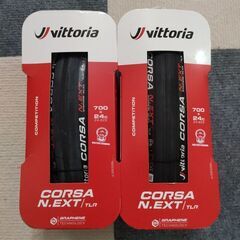 vittoria
CORSA N.EXT
COMPETITION
700
24c
CORSA
N.EXT/TLR
GRAPHENE
vittoria
CORSA N.EXT
COMPETITION
700
24c
CORSA
N.EXT/TLR
GRAPHENE